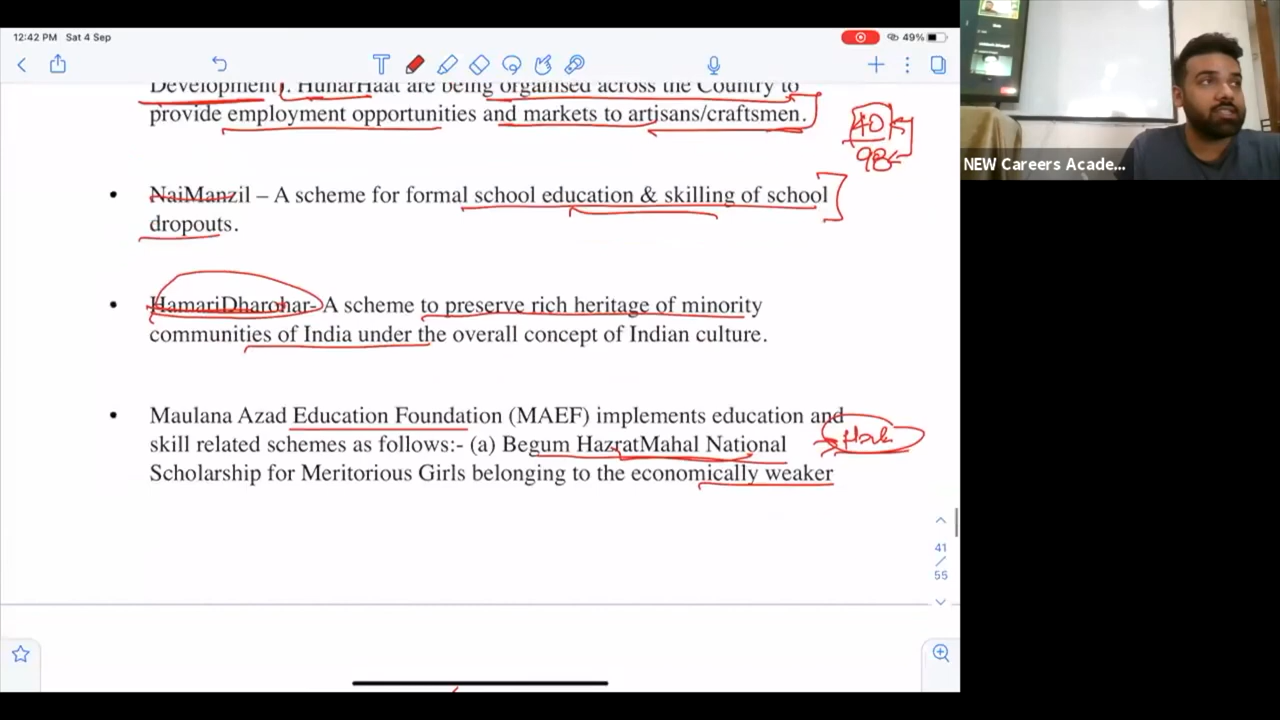 12:42 PM Sat 4 Sep
49%
Development). HunarHaat are being organised across the Country to
provide employment opportunities and markets to artisans/craftsmen.
40
98
NEW Careers Acade...
• NaiManzil – A scheme for formal school education & skilling of school
dropouts.
• HamariDharohar- A scheme to preserve rich heritage of minority
communities of India under the overall concept of Indian culture.
• Maulana Azad Education Foundation (MAEF) implements education and
skill related schemes as follows:- (a) Begum HazratMahal National
Scholarship for Meritorious Girls belonging to the economically weaker
41
/
55